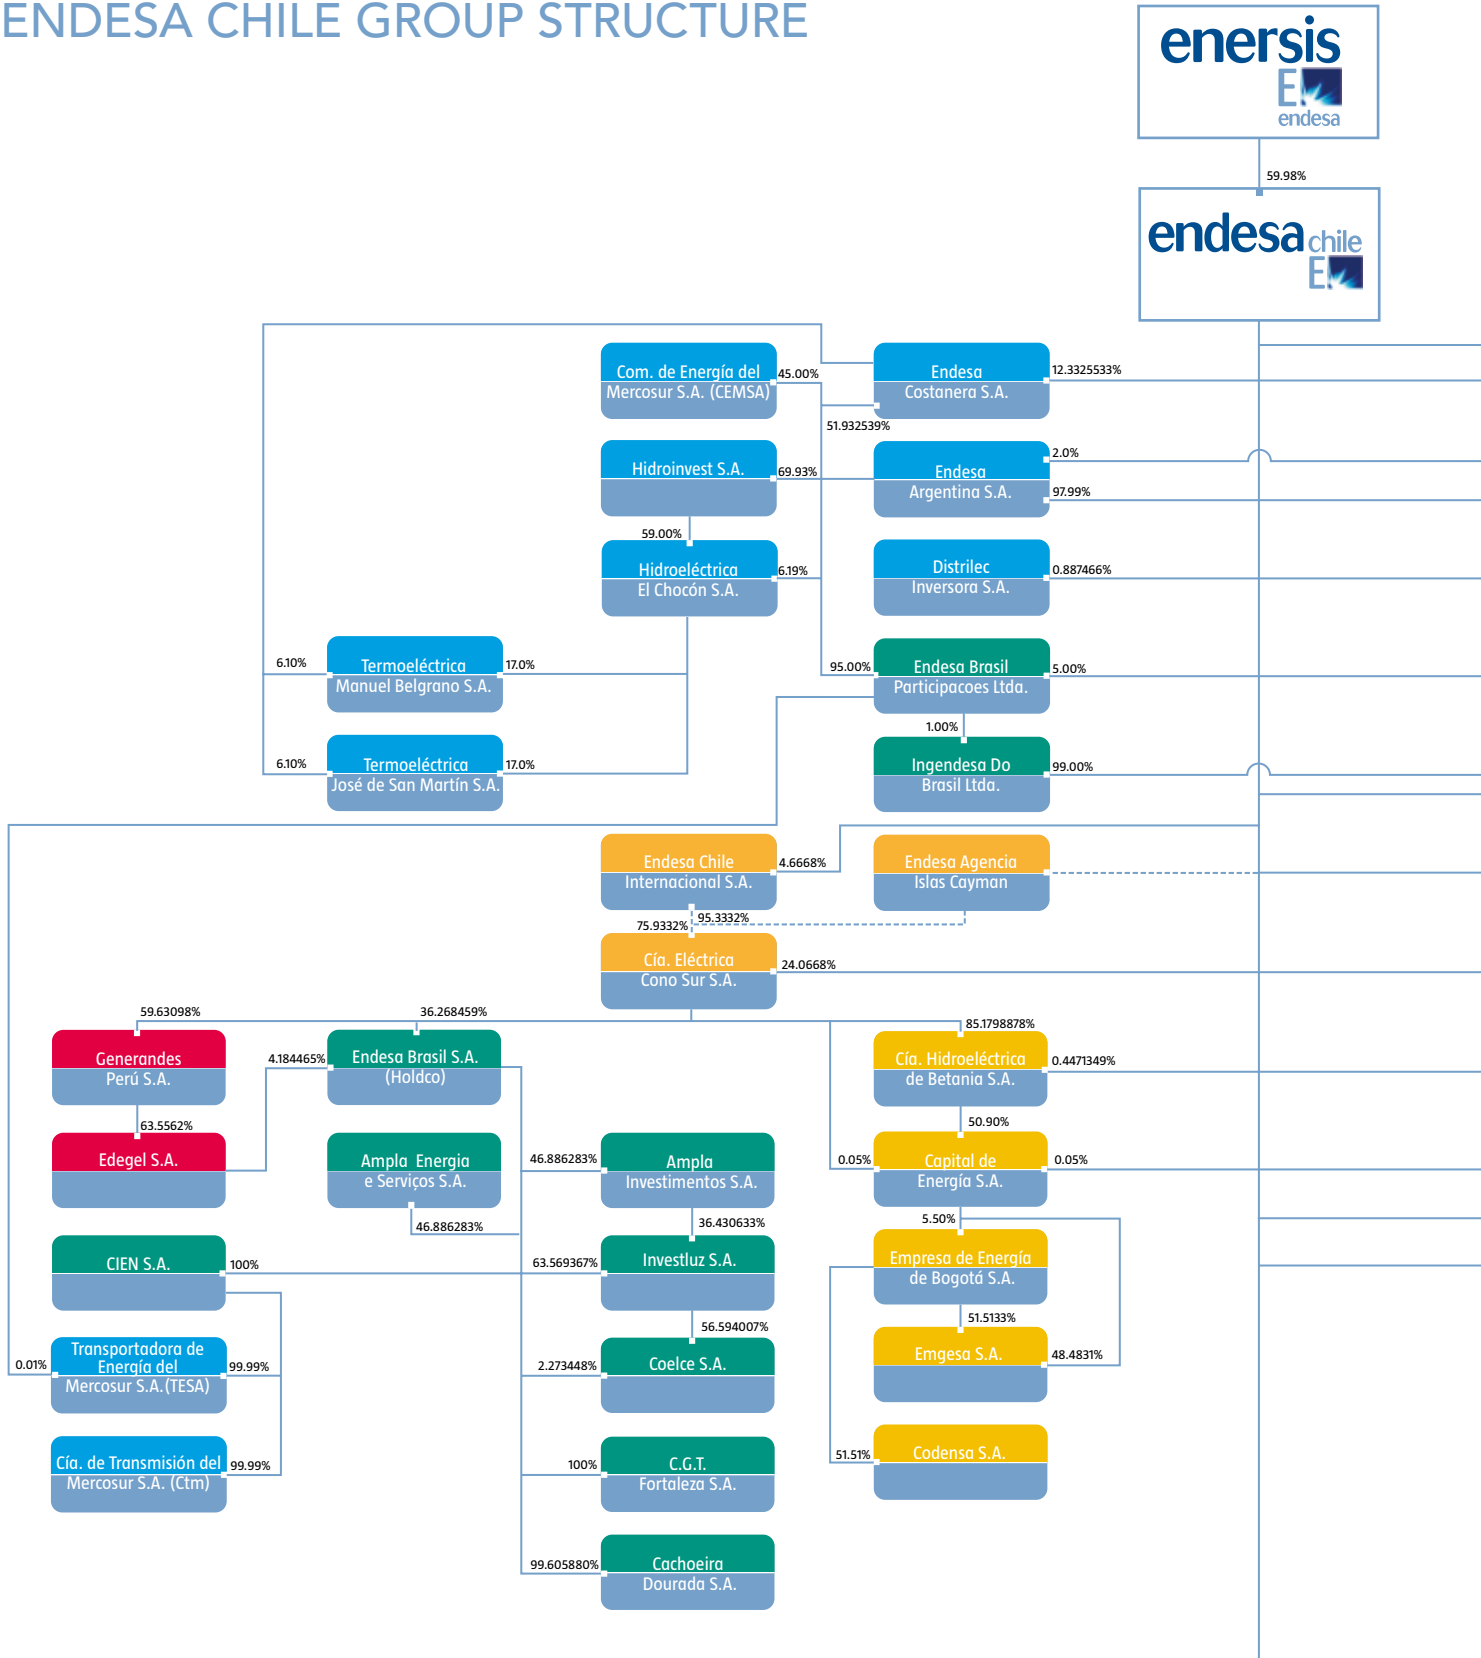 ENDESA CHILE GROUP STRUCTURE
enersis
endesa
59.98%
endesa chile
Com. de Energía del
Mercosur S.A. (CEMSA)
45.00%
Endesa
Costanera S.A.
12.3325533%
51.932539%
Hidroinvest S.A.
69.93%
Endesa
Argentina S.A.
2.0%
97.99%
59.00%
Hidroeléctrica
El Chocón S.A.
6.19%
Distrilec
Inversora S.A.
0.887466%
6.10%
Termoeléctrica
Manuel Belgrano S.A.
17.0%
95.00%
Endesa Brasil
Participacoes Ltda.
5.00%
1.00%
6.10%
Termoeléctrica
José de San Martín S.A.
17.0%
Ingendesa Do
Brasil Ltda.
99.00%
Endesa Chile
Internacional S.A.
4.6668%
Endesa Agencia
Islas Cayman
95.3332%
75.9332%
Cía. Eléctrica
Cono Sur S.A.
24.0668%
59.63098%
36.268459%
85.1798878%
Generandes
Perú S.A.
4.184465%
Endesa Brasil S.A.
(Holdco)
Cía. Hidroeléctrica
de Betania S.A.
0.4471349%
63.5562%
50.90%
Edegel S.A.
Ampla Energia
e Serviços S.A.
46.886283%
46.886283%
Ampla
Investimentos S.A.
0.05%
Capital de
Energía S.A.
0.05%
36.430633%
5.50%
CIEN S.A.
100%
63.569367%
Investluz S.A.
Empresa de Energía
de Bogotá S.A.
56.594007%
51.5133%
0.01%
Transportadora de
Energía del
Mercosur S.A.(TESA)
99.99%
2.273448%
Coelce S.A.
Emgesa S.A.
48.4831%
Cía. de Transmisión del
Mercosur S.A. (Ctm)
99.99%
100%
C.G.T.
Fortaleza S.A.
51.51%
Codensa S.A.
99.605880%
Cachoeira
Dourada S.A.